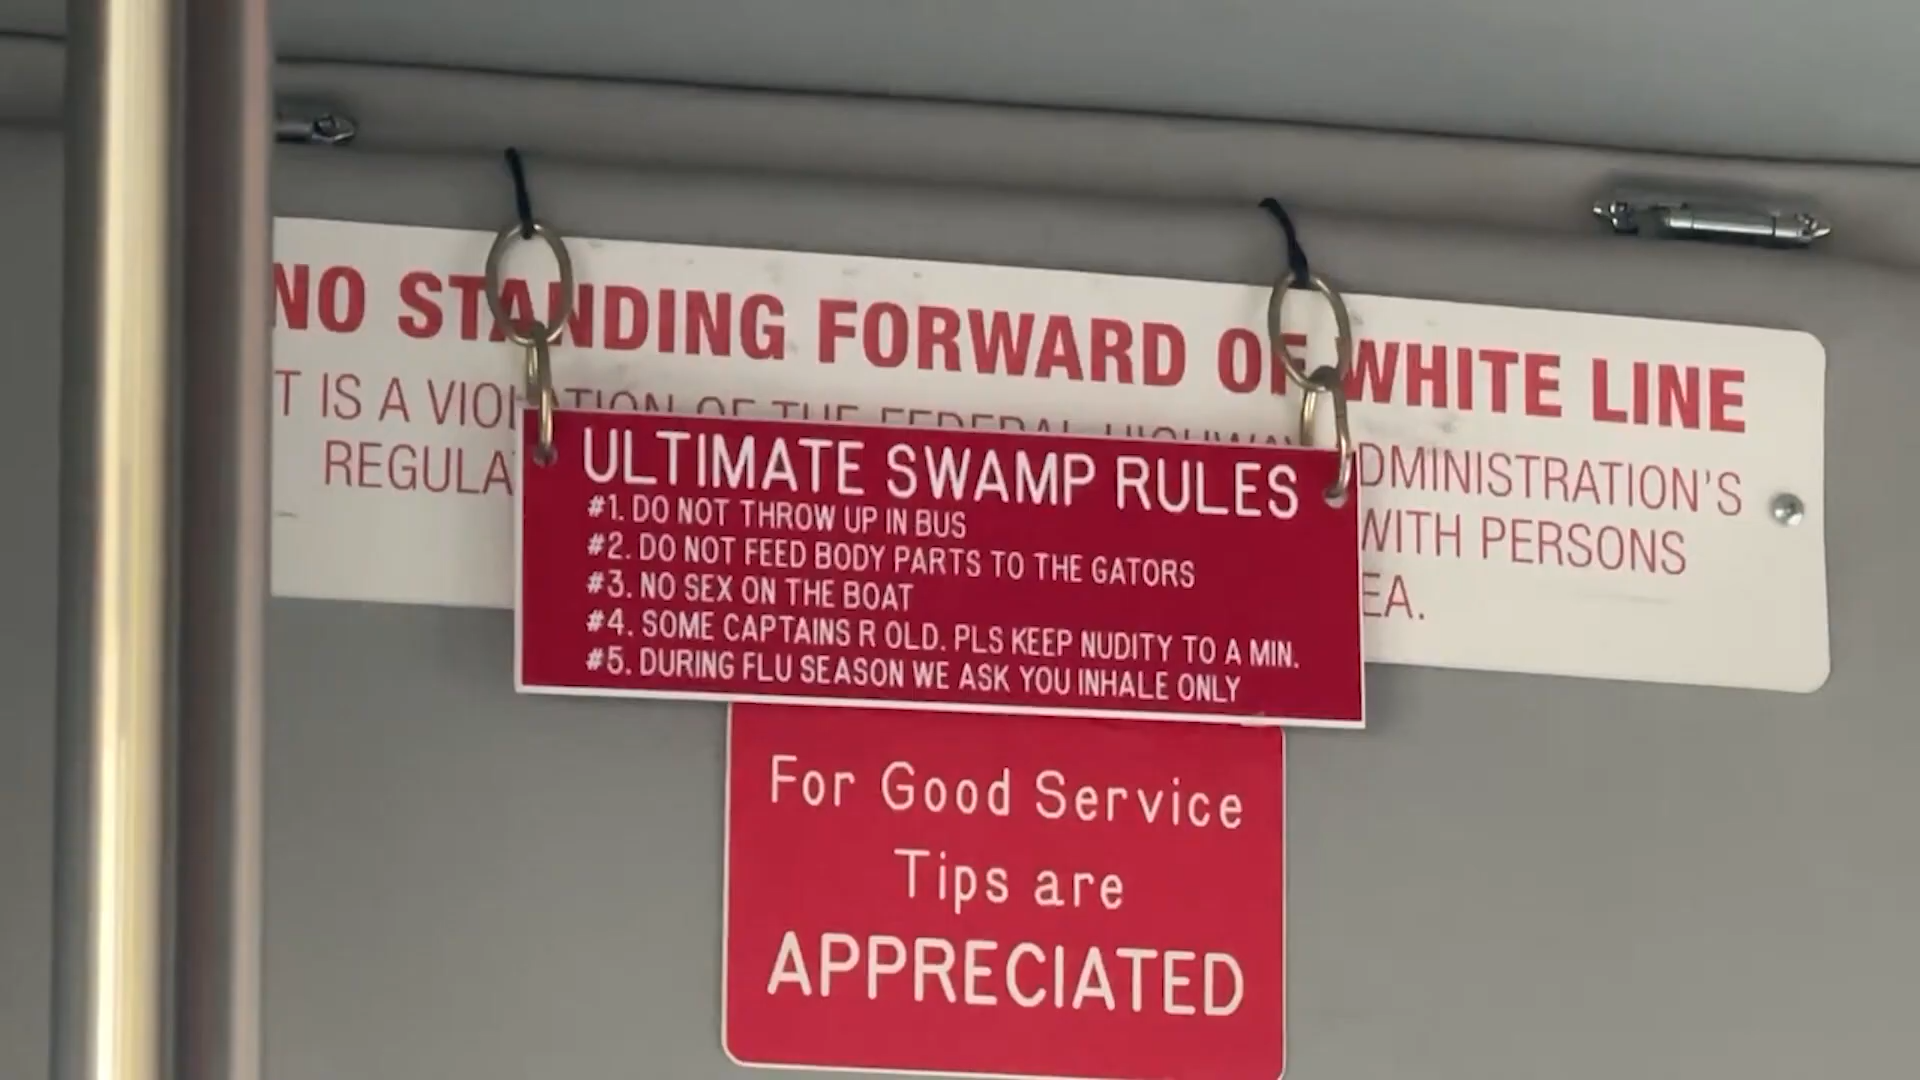 NO STANDING FORWARD OF WHITE LINE
T IS A VIOLATION OF THE FEDERAL HIGHWAY ADMINISTRATION'S
REGULA WITH PERSONS
EA.
ULTIMATE SWAMP RULES
#1. DO NOT THROW UP IN BUS
#2. DO NOT FEED BODY PARTS TO THE GATORS
#3. NO SEX ON THE BOAT
#4. SOME CAPTAINS R OLD. PLS KEEP NUDITY TO A MIN.
#5. DURING FLU SEASON WE ASK YOU INHALE ONLY
For Good Service
Tips are
APPRECIATED